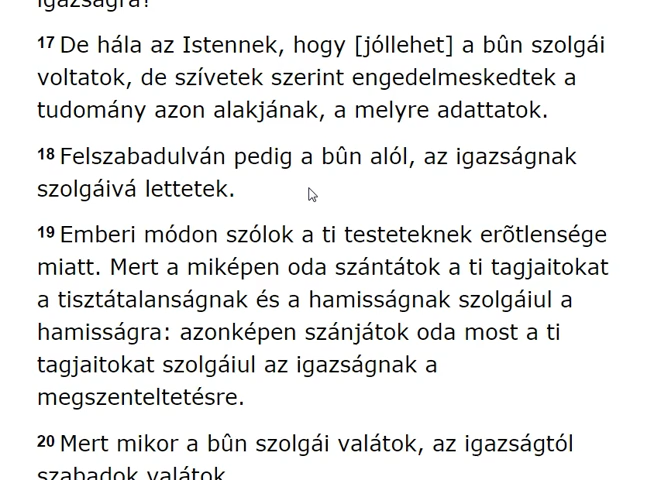 igazságra?
17 De hála az Istennek, hogy [jóllehet] a bûn szolgái
voltatok, de szívetek szerint engedelmeskedtek a
tudomány azon alakjának, a melyre adattatok.
18 Felszabadulván pedig a bûn alól, az igazságnak
szolgáivá lettetek.
19 Emberi módon szólok a ti testeteknek erõtlensége
miatt. Mert a miképen oda szántátok a ti tagjaitokat
a tisztátalanságnak és a hamisságnak szolgáiul a
hamisságra: azonképen szánjátok oda most a ti
tagjaitokat szolgáiul az igazságnak a
megszenteltetésre.
20 Mert mikor a bûn szolgái valátok, az igazságtól
szabadok valátok.